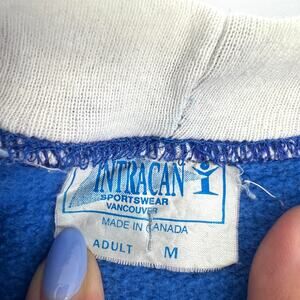 INTRACAN
SPORTSWEAR
VANCOUVER
MADE IN CANADA
ADULT M